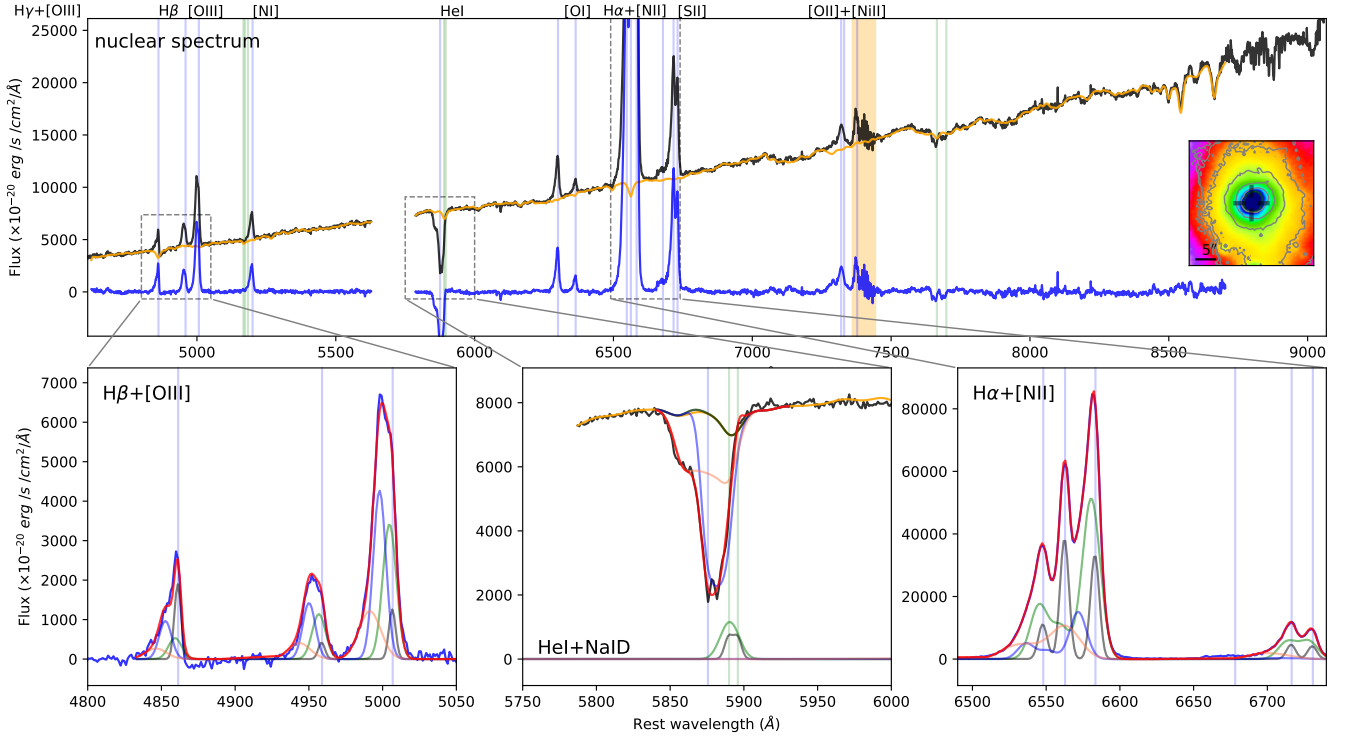 Hγ+[OIII] Hβ [OIII] [NI] HeI [OI] Hα+[NII] [SII] [OII]+[NiII]
nuclear spectrum
25000
20000
15000
10000
5000
0
Flux (×10⁻²⁰ erg /s /cm²/Å)
5"
5000 5500 6000 6500 7000 7500 8000 8500 9000
Hβ+[OIII]
7000
6000
5000
4000
3000
2000
1000
0
Flux (×10⁻²⁰ erg /s /cm²/Å)
4800 4850 4900 4950 5000 5050
8000
6000
4000
2000
0
HeI+NaID
5750 5800 5850 5900 5950 6000
Rest wavelength (Å)
Hα+[NII]
80000
60000
40000
20000
0
6500 6550 6600 6650 6700